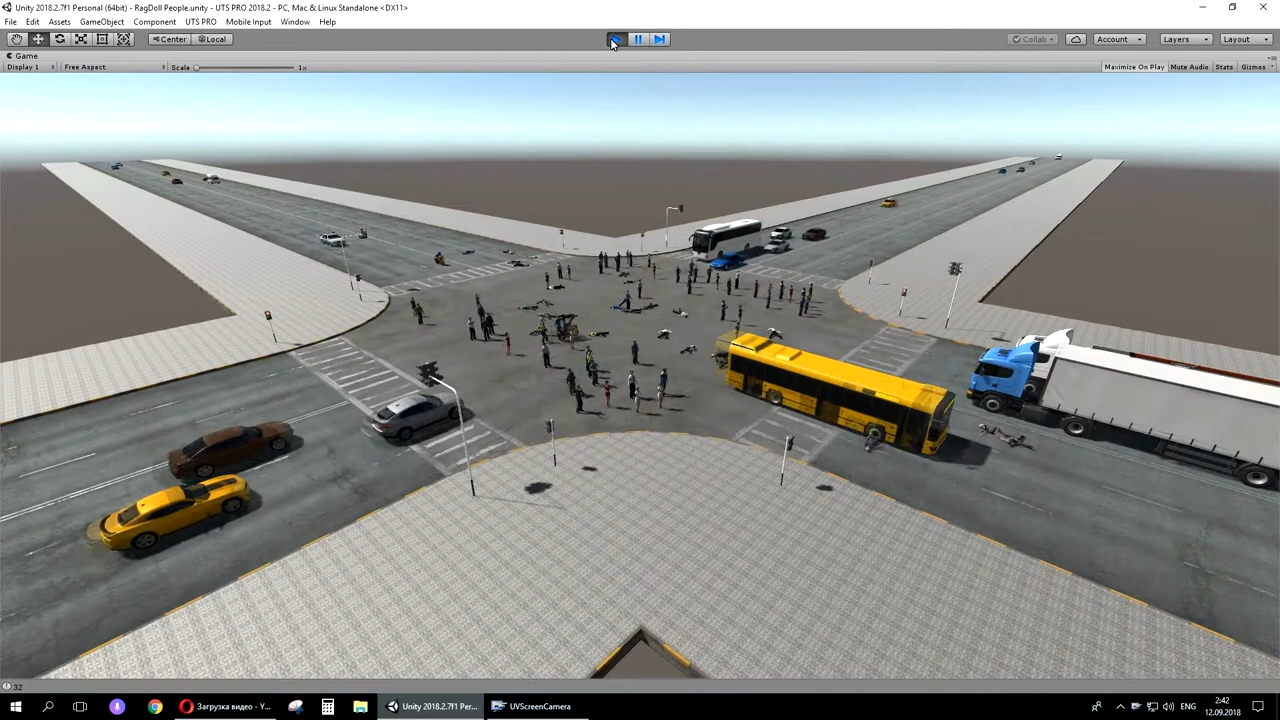 Unity 2018.2.7f1 Personal (64bit) - RagDoll People.unity - UTS PRO 2018.2 - PC, Mac & Linux Standalone <DX11>
File Edit Assets GameObject Component UTS PRO Mobile Input Window Help
Center Local Collab Account Layers Layout
Game
Display 1 Free Aspect Scale 1x Maximize On Play Mute Audio Stats Gizmos
32
Загрузка видео - Y... Unity 2018.2.7f1 Per... UVScreenCamera ENG 2:42
12.09.2018